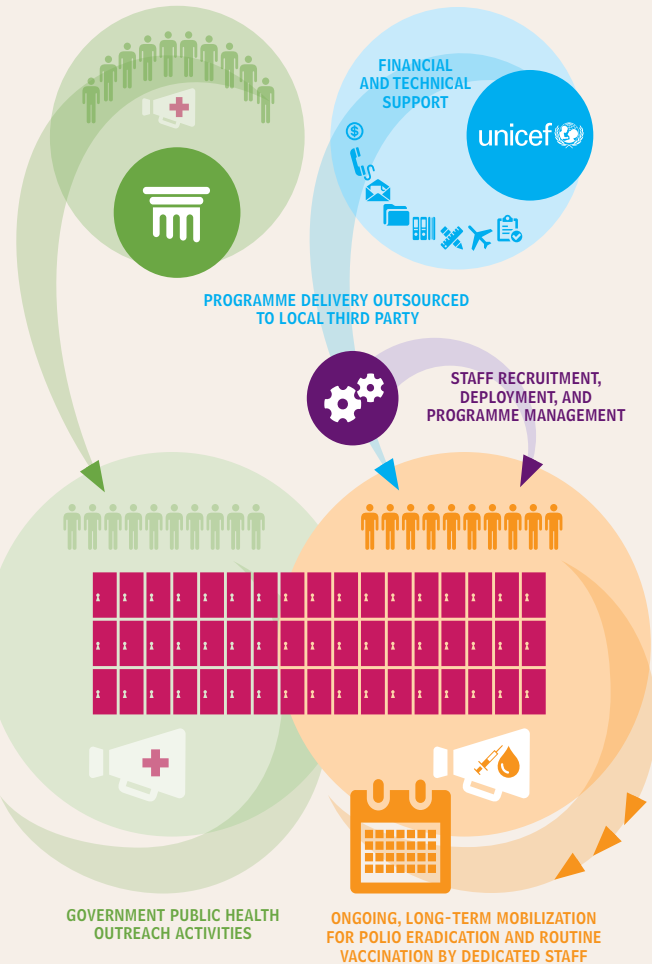 FINANCIAL
AND TECHNICAL
SUPPORT
unicef
$
PROGRAMME DELIVERY OUTSOURCED
TO LOCAL THIRD PARTY
STAFF RECRUITMENT,
DEPLOYMENT, AND
PROGRAMME MANAGEMENT
GOVERNMENT PUBLIC HEALTH
OUTREACH ACTIVITIES
ONGOING, LONG-TERM MOBILIZATION
FOR POLIO ERADICATION AND ROUTINE
VACCINATION BY DEDICATED STAFF